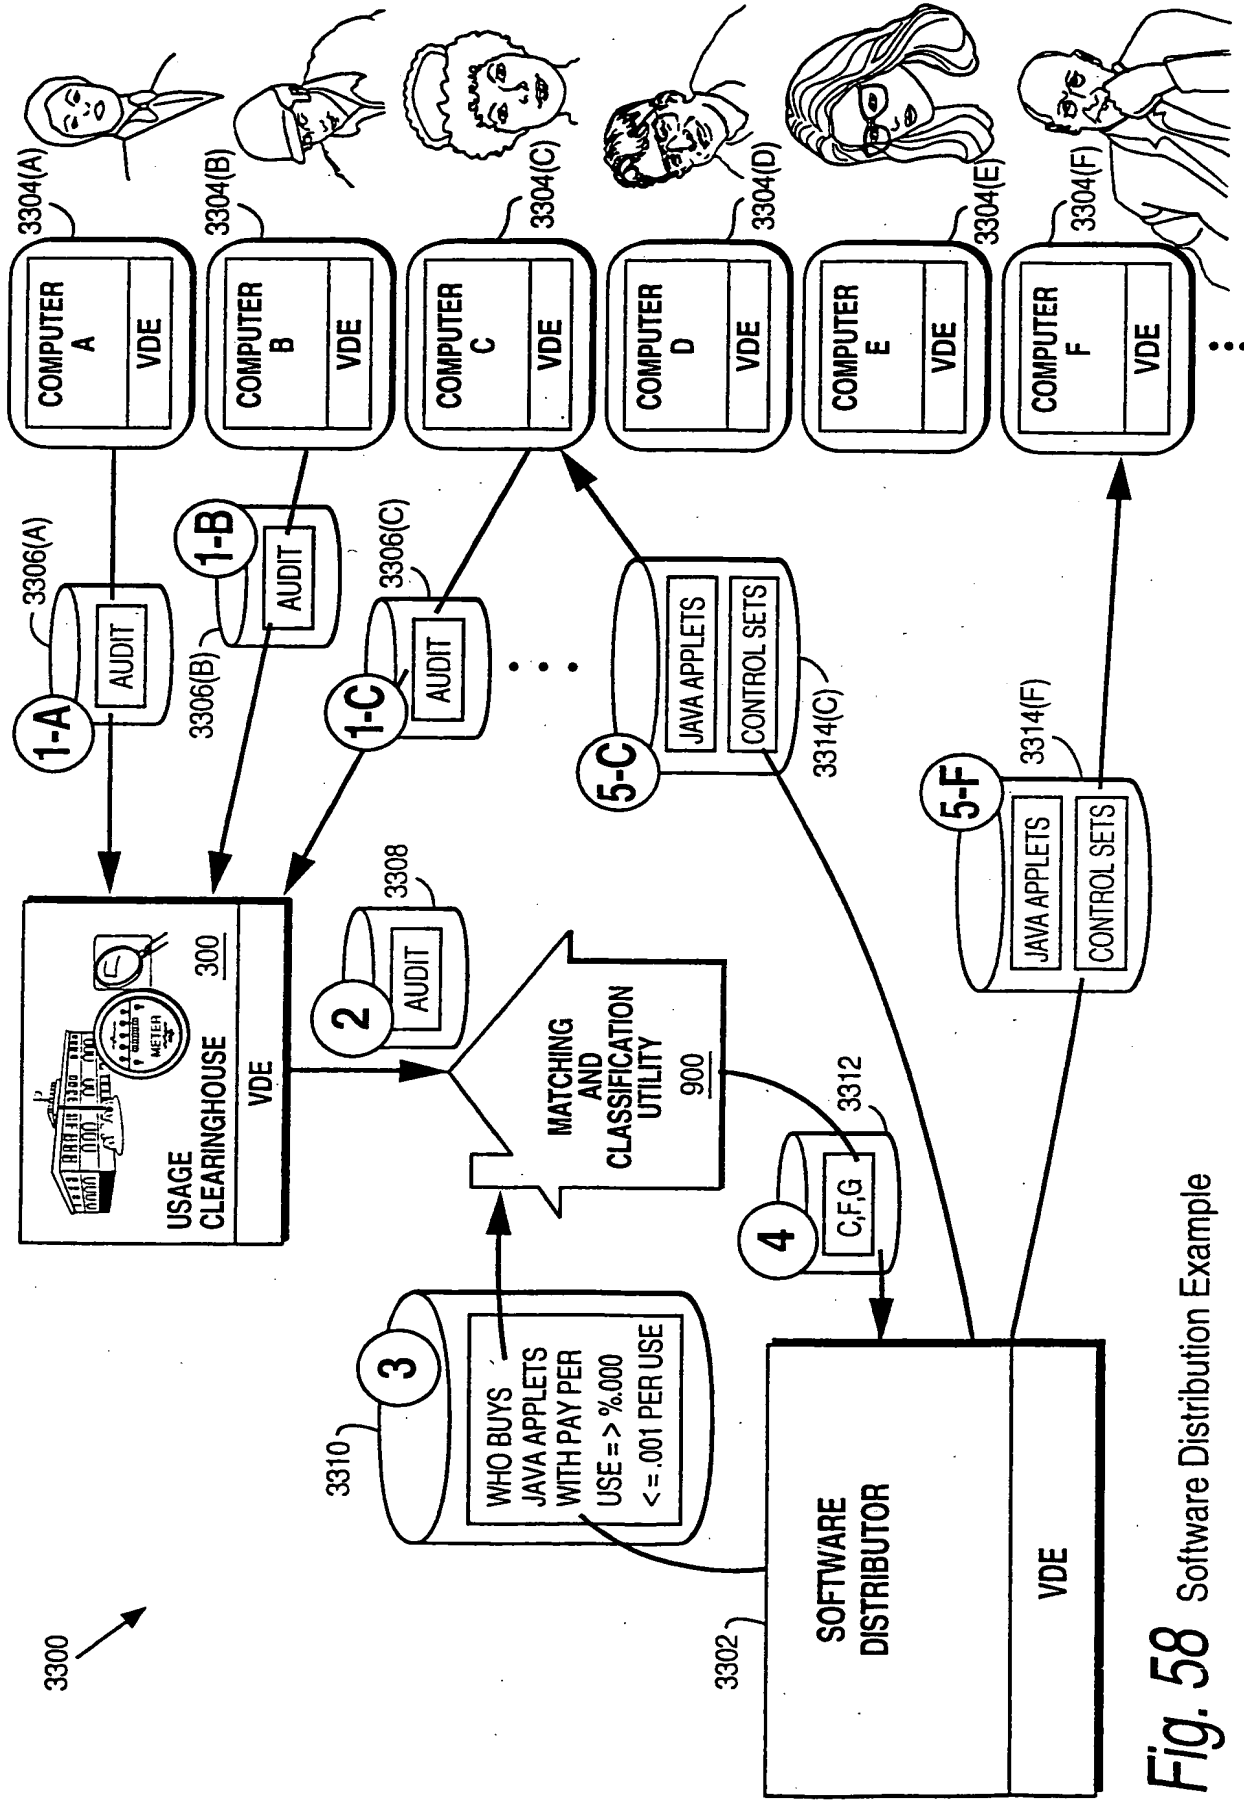 3300
3302
SOFTWARE
DISTRIBUTOR
VDE
3310
3
WHO BUYS
JAVA APPLETS
WITH PAY PER
USE = > %.000
< = .001 PER USE
USAGE
CLEARINGHOUSE
300
METER
VDE
2
3308
AUDIT
MATCHING
AND
CLASSIFICATION
UTILITY
900
4
3312
C,F,G
1-A
3306(A)
AUDIT
1-B
3306(B)
AUDIT
1-C
3306(C)
AUDIT
5-C
JAVA APPLETS
CONTROL SETS
3314(C)
5-F
3314(F)
JAVA APPLETS
CONTROL SETS
COMPUTER
A
VDE
3304(A)
COMPUTER
B
VDE
3304(B)
COMPUTER
C
VDE
3304(C)
COMPUTER
D
VDE
3304(D)
COMPUTER
E
VDE
3304(E)
COMPUTER
F
VDE
3304(F)
Fig. 58 Software Distribution Example